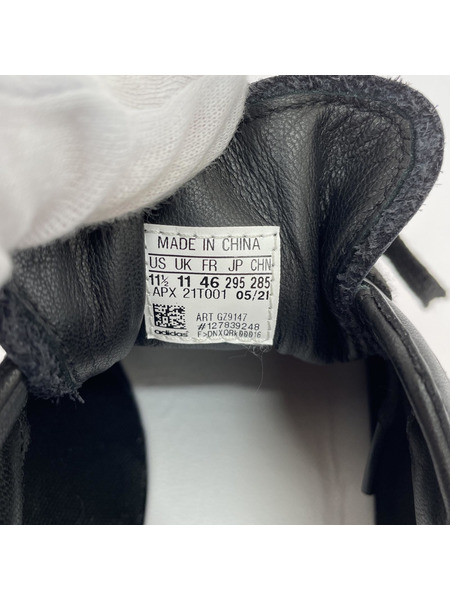 MADE IN CHINA
US UK FR JP CHN
11½ 11 46 295 285
APX 21T001 05/21
ART GZ9147
#127839248
adidas F>DNXQRk00016